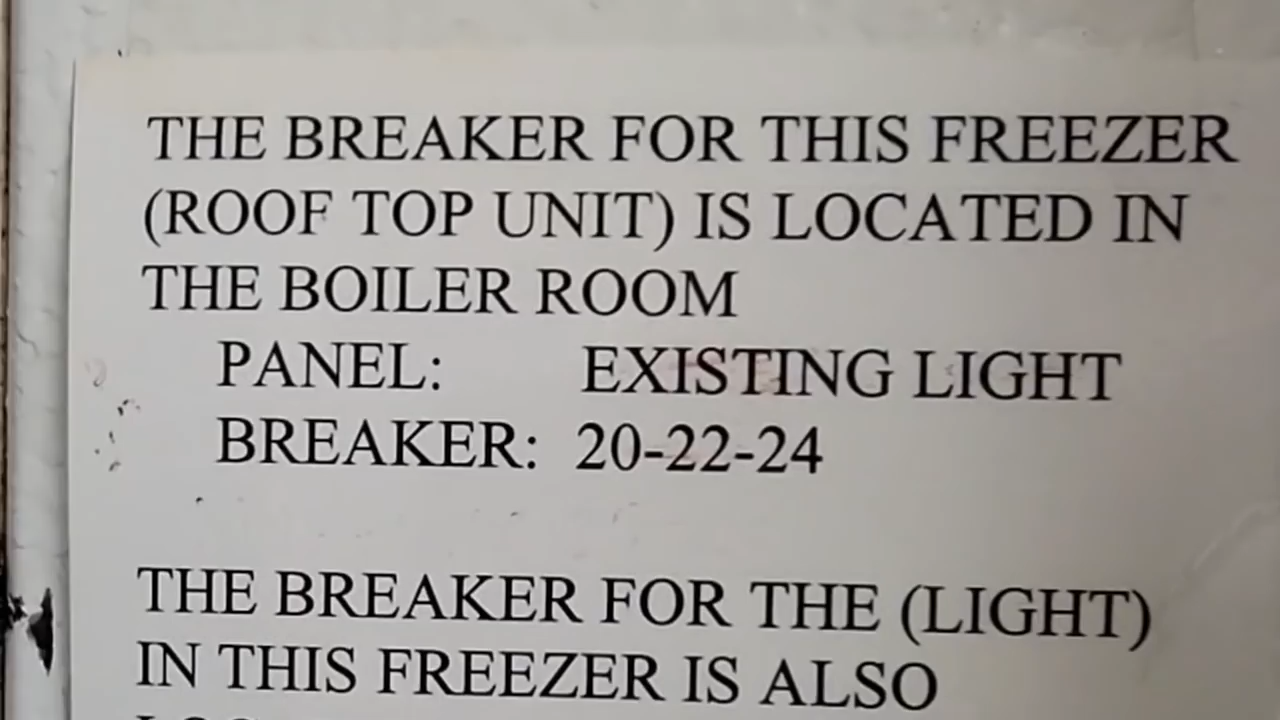 THE BREAKER FOR THIS FREEZER
(ROOF TOP UNIT) IS LOCATED IN
THE BOILER ROOM
PANEL: EXISTING LIGHT
BREAKER: 20-22-24
THE BREAKER FOR THE (LIGHT)
IN THIS FREEZER IS ALSO